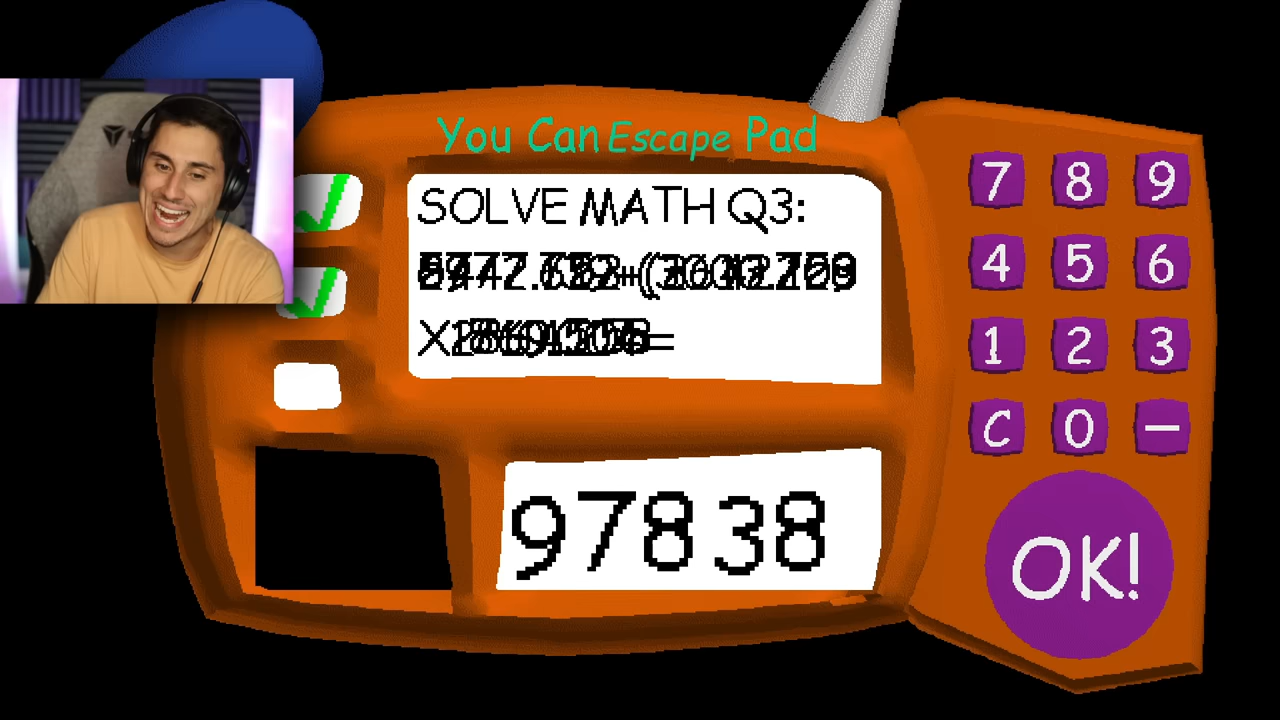 You Can Escape Pad
SOLVE MATH Q3:
97838
7 8 9
4 5 6
1 2 3
C 0 –
OK!